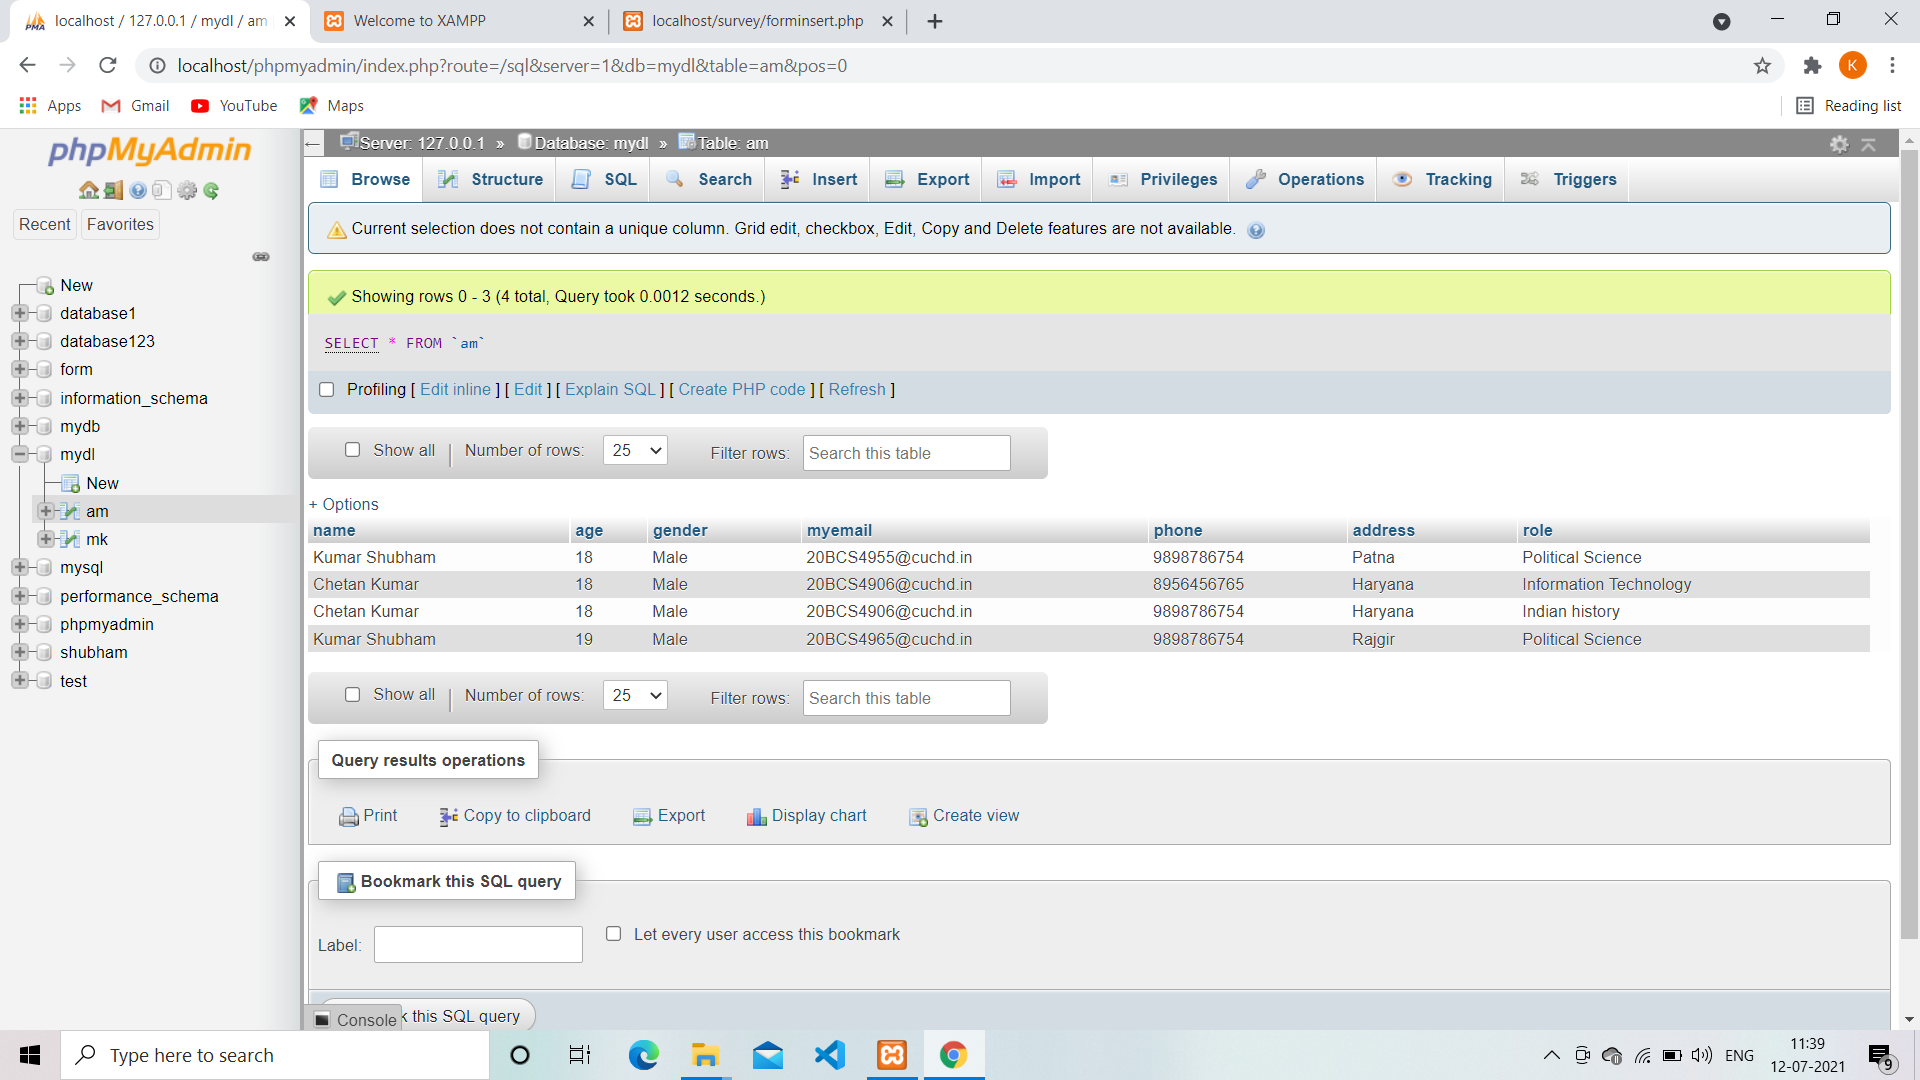 localhost / 127.0.0.1 / mydl / am
Welcome to XAMPP
localhost/survey/forminsert.php
localhost/phpmyadmin/index.php?route=/sql&server=1&db=mydl&table=am&pos=0
K
Apps
Gmail
YouTube
Maps
Reading list
phpMyAdmin
Recent
Favorites
New
database1
database123
form
information_schema
mydb
mydl
New
am
mk
mysql
performance_schema
phpmyadmin
shubham
test
Server: 127.0.0.1 » Database: mydl » Table: am
Browse Structure SQL Search Insert Export Import Privileges Operations Tracking Triggers
Current selection does not contain a unique column. Grid edit, checkbox, Edit, Copy and Delete features are not available.
Showing rows 0 - 3 (4 total, Query took 0.0012 seconds.)
SELECT * FROM `am`
Profiling [ Edit inline ] [ Edit ] [ Explain SQL ] [ Create PHP code ] [ Refresh ]
Show all | Number of rows: 25 Filter rows: Search this table
+ Options
name age gender myemail phone address role
Kumar Shubham 18 Male 20BCS4955@cuchd.in 9898786754 Patna Political Science
Chetan Kumar 18 Male 20BCS4906@cuchd.in 8956456765 Haryana Information Technology
Chetan Kumar 18 Male 20BCS4906@cuchd.in 9898786754 Haryana Indian history
Kumar Shubham 19 Male 20BCS4965@cuchd.in 9898786754 Rajgir Political Science
Show all | Number of rows: 25 Filter rows: Search this table
Query results operations
Print Copy to clipboard Export Display chart Create view
Bookmark this SQL query
Label: Let every user access this bookmark
Console k this SQL query
Type here to search
ENG
11:39
12-07-2021
9